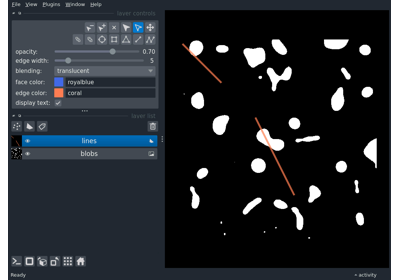 File View Plugins Window Help
layer controls
opacity: 0.70
edge width: 5
blending: translucent
face color: royalblue
edge color: coral
display text:
layer list
lines
blobs
Ready
activity